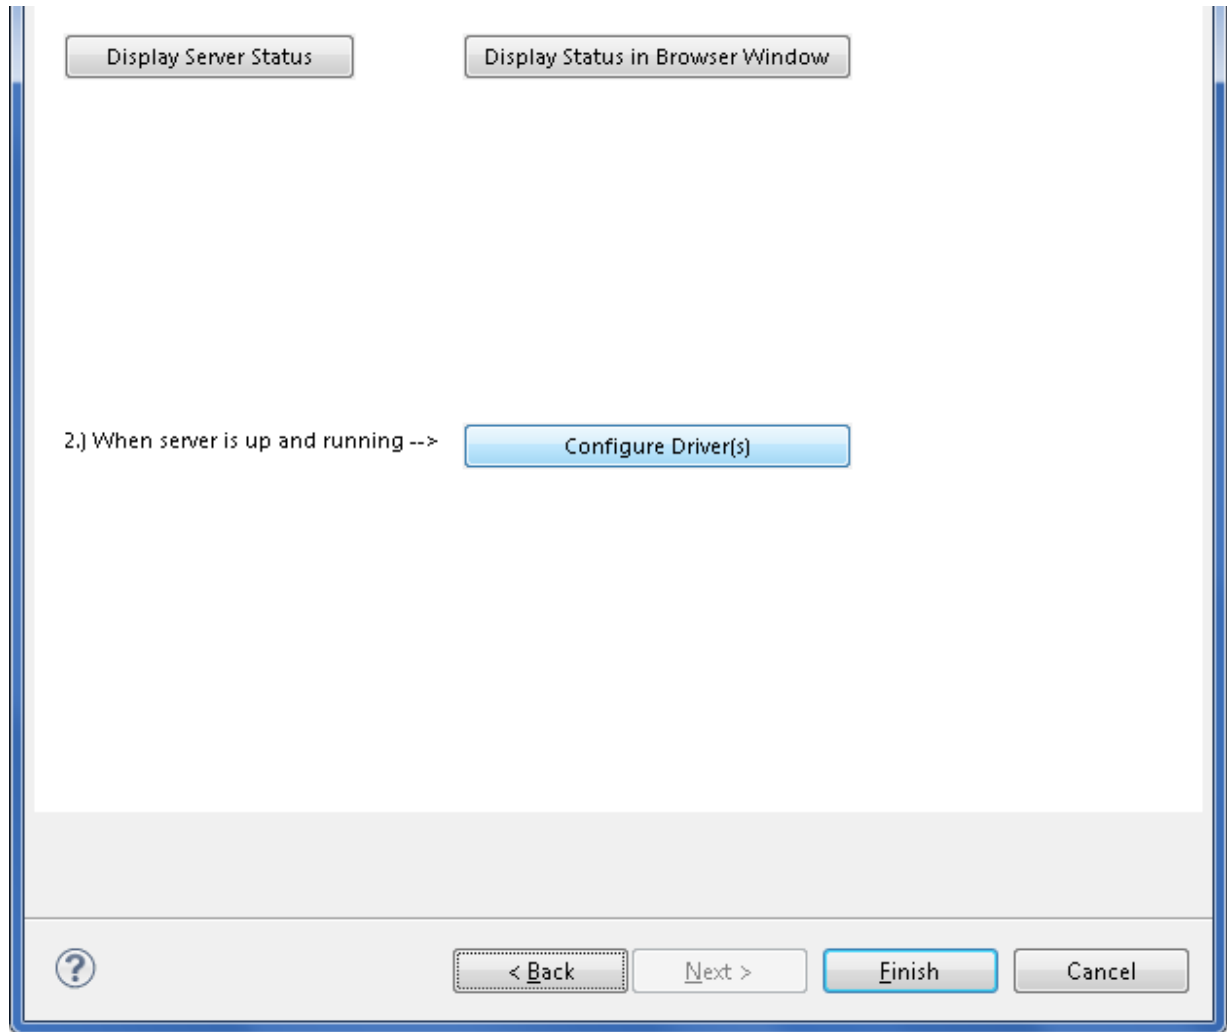 Display Server Status
Display Status in Browser Window
2.) When server is up and running -->
Configure Driver(s)
?
< Back
Next >
Finish
Cancel